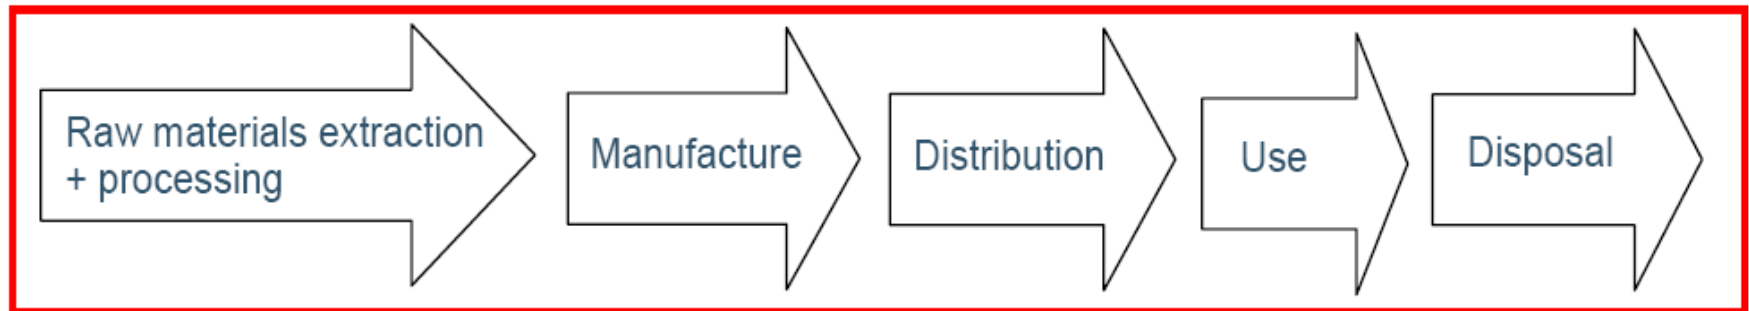 Raw materials extraction
+ processing
Manufacture
Distribution
Use
Disposal